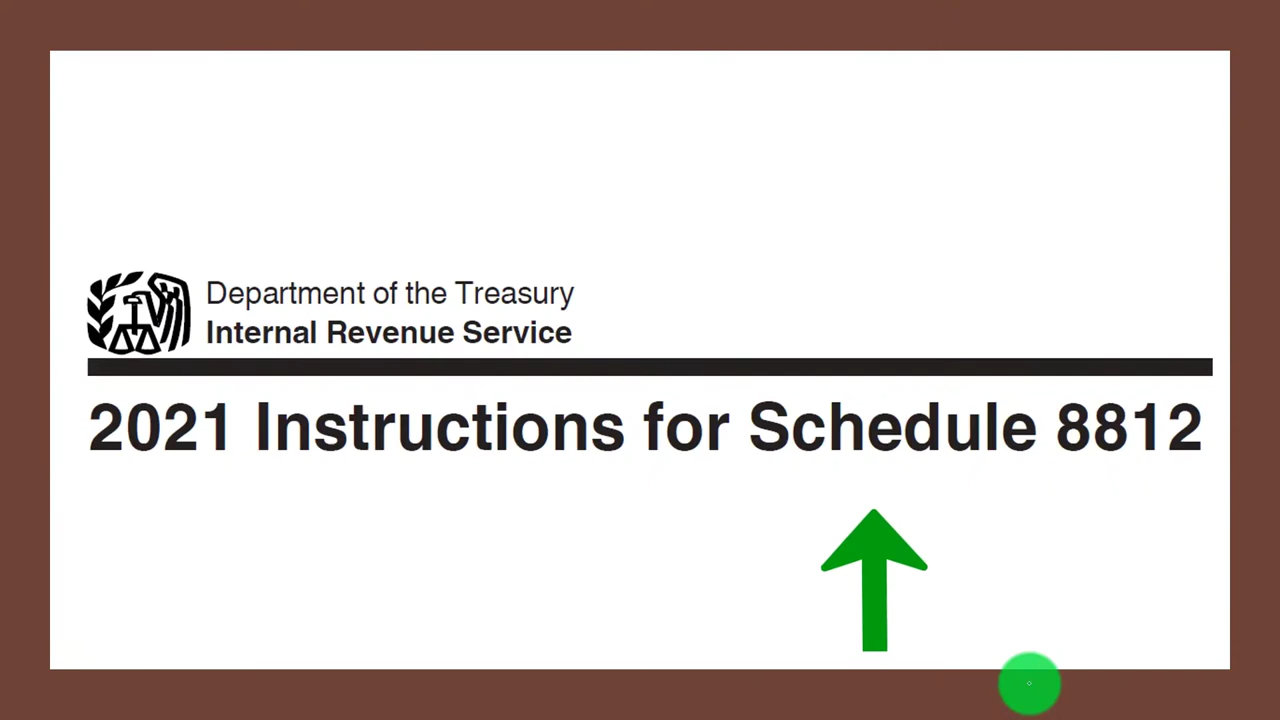 Department of the Treasury
Internal Revenue Service
2021 Instructions for Schedule 8812